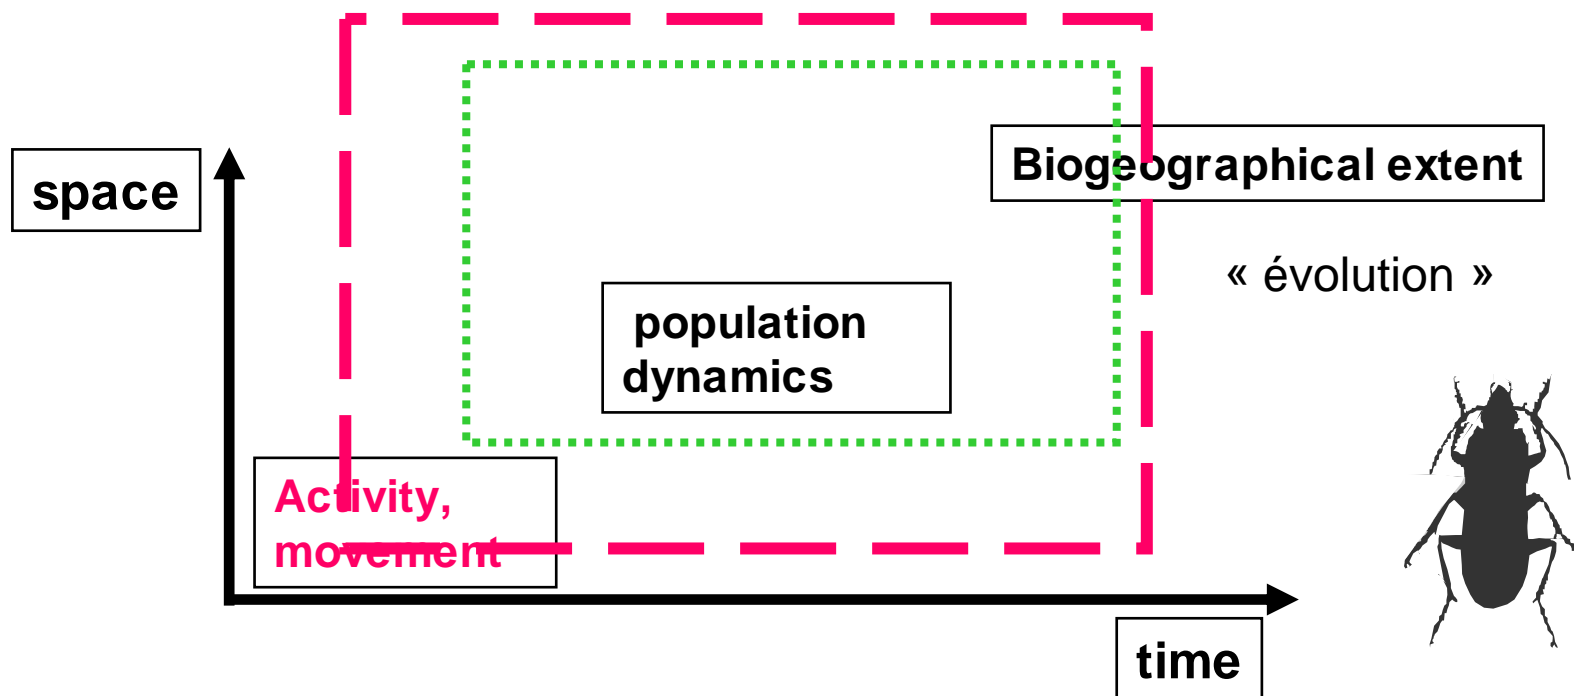 Biogeographical extent
space
« évolution »
population
dynamics
Activity,
movement
time